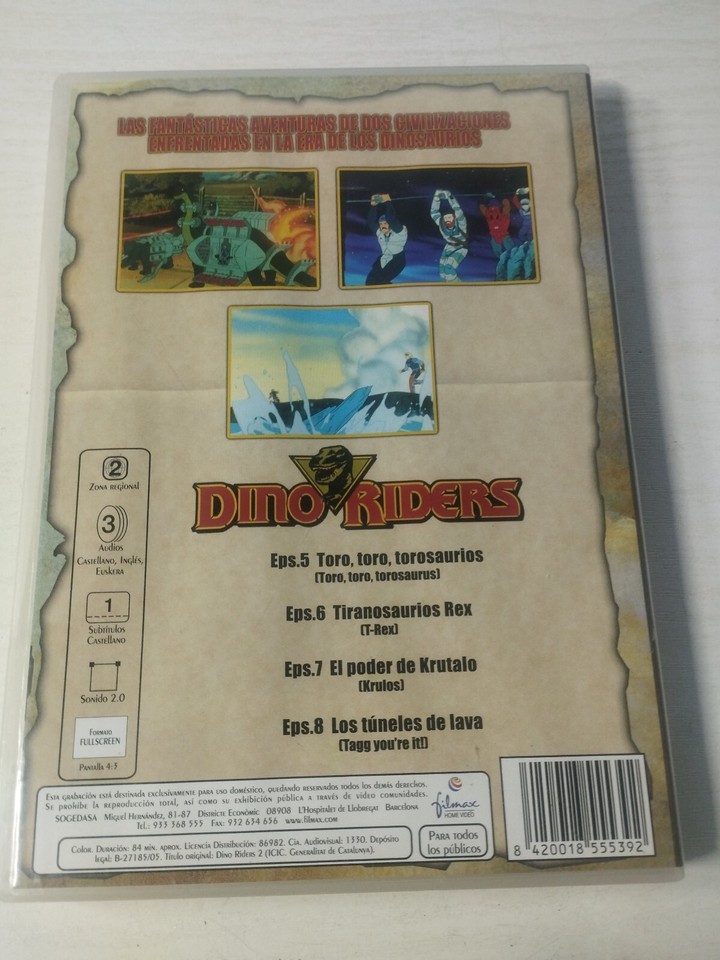 LAS FANTÁSTICAS AVENTURAS DE DOS CIVILIZACIONES
ENFRENTADAS EN LA ERA DE LOS DINOSAURIOS
2
ZONA REGIONAL
3
AUDIOS
CASTELLANO, INGLÉS,
EUSKERA
1
SUBTÍTULOS
CASTELLANO
SONIDO 2.0
FORMATO
FULLSCREEN
PANTALLA 4:3
DINO RIDERS
Eps.5 Toro, toro, torosaurios
(Toro, toro, torosaurus)
Eps.6 Tiranosaurios Rex
(T-Rex)
Eps.7 El poder de Krutalo
(Krulos)
Eps.8 Los túneles de lava
(Tagg you're it!)
ESTA GRABACIÓN ESTÁ DESTINADA EXCLUSIVAMENTE PARA USO DOMÉSTICO, QUEDANDO RESERVADOS TODOS LOS DEMÁS DERECHOS.
SE PROHIBE LA REPRODUCCIÓN TOTAL, ASÍ COMO SU EXHIBICIÓN PÚBLICA A TRAVÉS DE VIDEO COMUNIDADES.
SOGEDASA MIGUEL HERNÁNDEZ, 81-87 DISTRICTE ECONÒMIC 08908 L'HOSPITALET DE LLOBREGAT BARCELONA
TEL.: 933 368 555 FAX: 932 634 656 www.filmax.com
filmax
HOME VIDEO
COLOR. DURACIÓN: 84 MIN. APROX. LICENCIA DISTRIBUCIÓN: 86982. CÍA. AUDIOVISUAL: 1330. DEPÓSITO
LEGAL: B-27185/05. TÍTULO ORIGINAL: DINO RIDERS 2 (ICIC. GENERALITAT DE CATALUNYA).
PARA TODOS
LOS PÚBLICOS
8 420018 555392